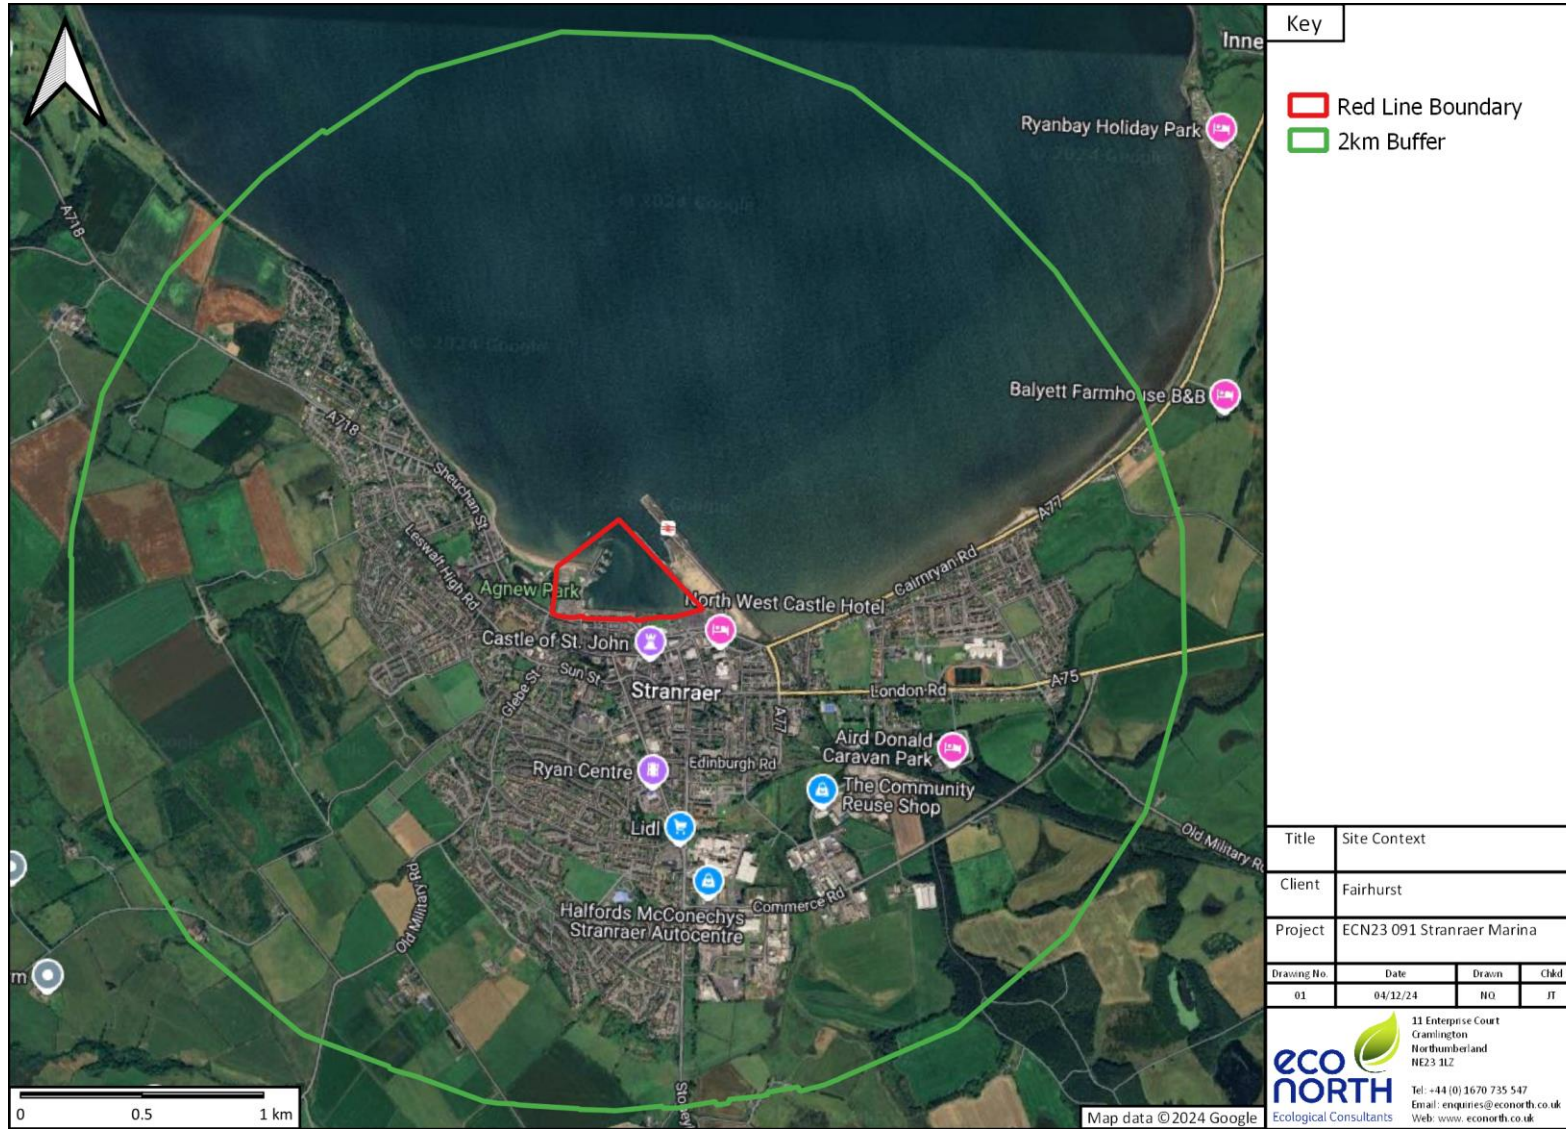 Key
Red Line Boundary
2km Buffer
Inne
Ryanbay Holiday Park
© 2024 Google
A718
© 2024 Google
Balyett Farmhouse B&B
A718
Sheuchan St
A77
Leswalt High Rd
Cairnryan Rd
Agnew Park
North West Castle Hotel
Castle of St. John
Sun St
Glebe St
Stranraer
London Rd
A75
A77
Aird Donald
Caravan Park
Edinburgh Rd
Ryan Centre
The Community
Reuse Shop
Lidl
Old Military R
Old Military Rd
Commerce Rd
Halfords McConechys
Stranraer Autocentre
m
0 0.5 1 km
Map data ©2024 Google
Title Site Context
Client Fairhurst
Project ECN23 091 Stranraer Marina
Drawing No. Date Drawn Chkd
01 04/12/24 NO JT
eco
NORTH
Ecological Consultants
11 Enterprise Court
Cramlington
Northumberland
NE23 1LZ
Tel: +44 (0) 1670 735 547
Email: enquiries@econorth.co.uk
Web: www. econorth.co.uk